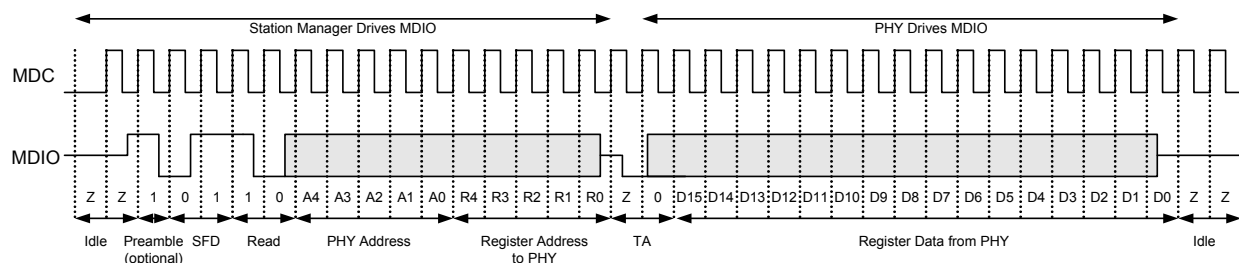 Station Manager Drives MDIO PHY Drives MDIO
MDC
MDIO
Z Z 1 0 1 1 0 A4 A3 A2 A1 A0 R4 R3 R2 R1 R0 Z 0 D15 D14 D13 D12 D11 D10 D9 D8 D7 D6 D5 D4 D3 D2 D1 D0 Z Z
Idle Preamble SFD Read PHY Address Register Address TA Register Data from PHY Idle
(optional) to PHY